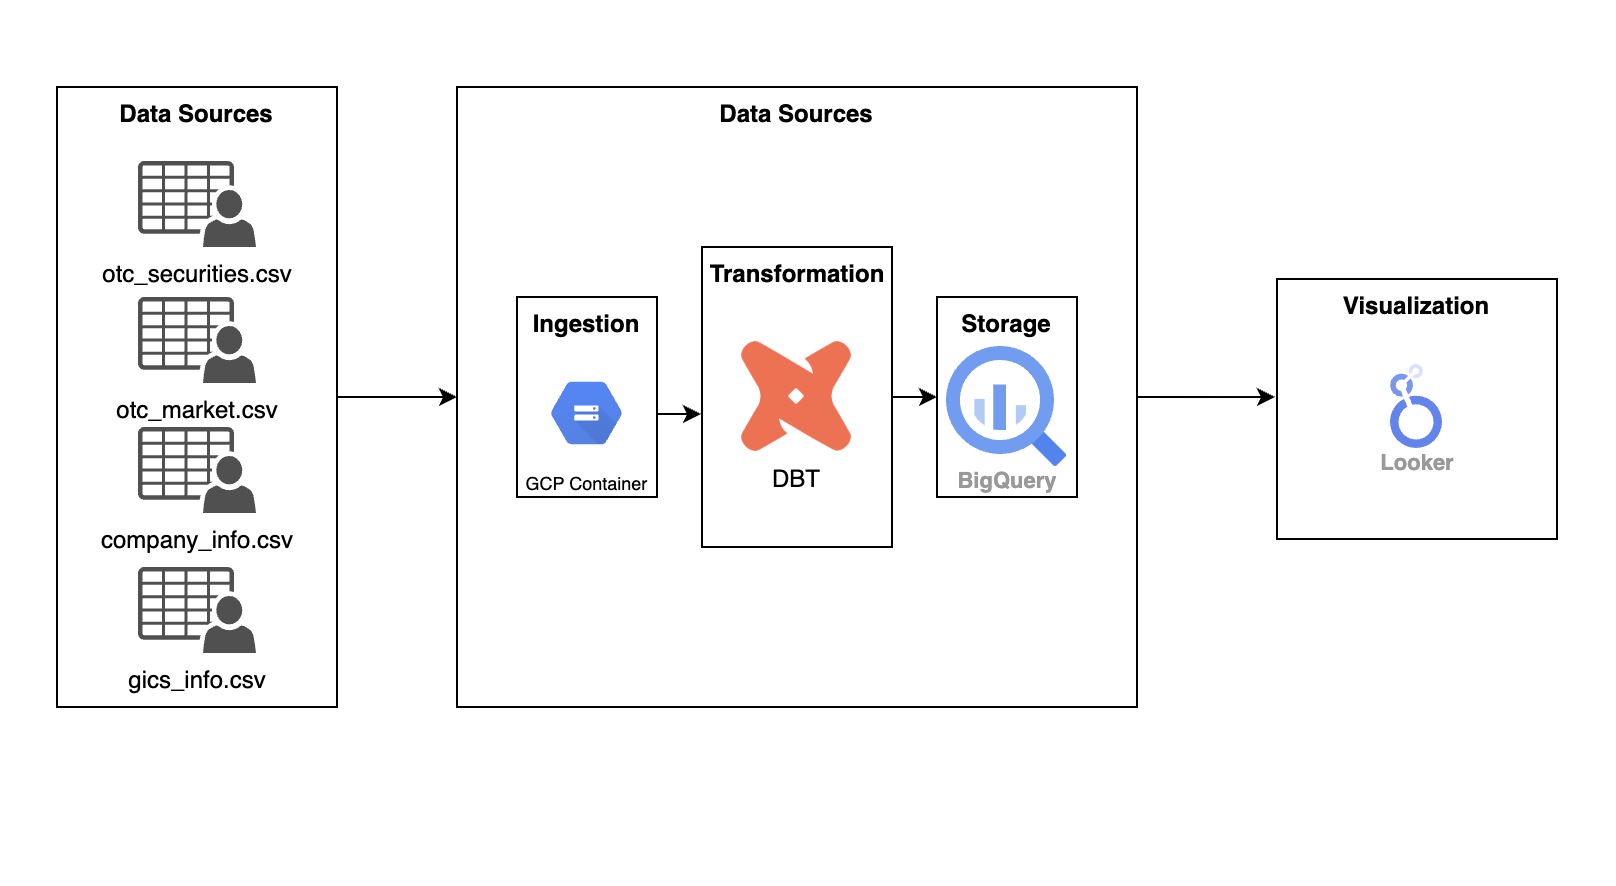 Data Sources
otc_securities.csv
otc_market.csv
company_info.csv
gics_info.csv
Data Sources
Ingestion
GCP Container
Transformation
DBT
Storage
BigQuery
Visualization
Looker